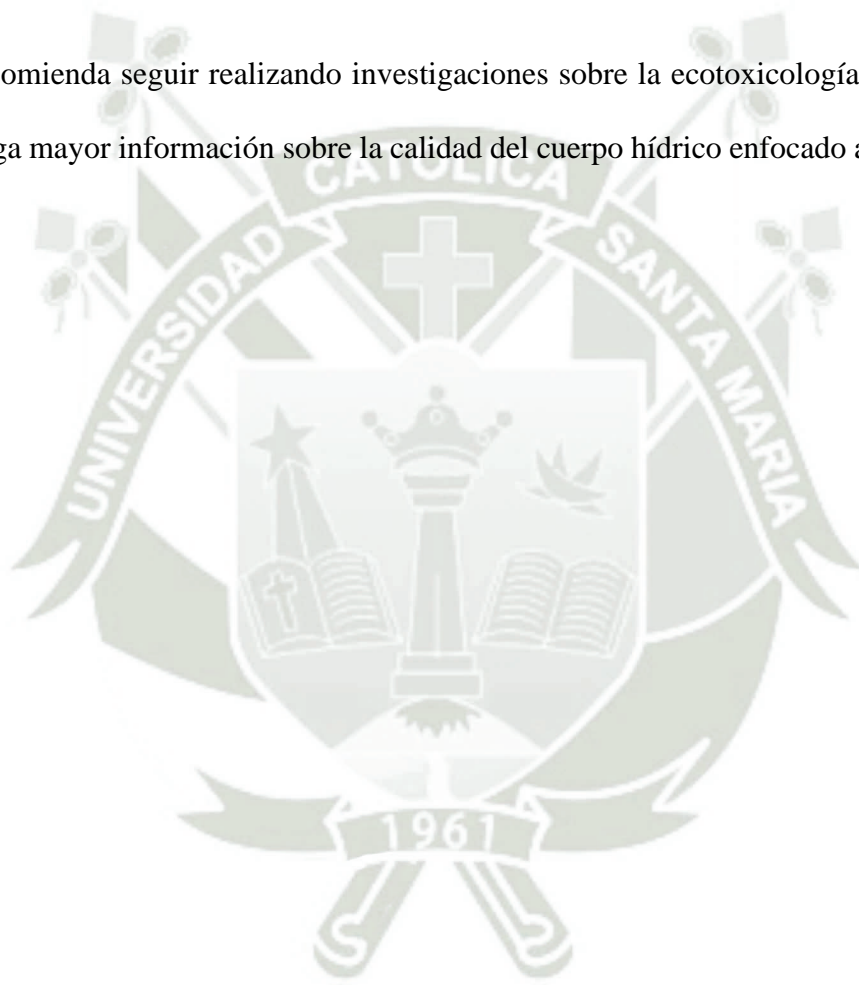 omienda seguir realizando investigaciones sobre la ecotoxicología
ga mayor información sobre la calidad del cuerpo hídrico enfocado a
UNIVERSIDAD CATOLICA SANTA MARIA
1961